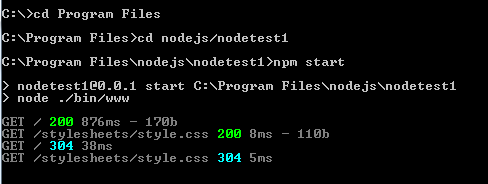 C:\>cd Program Files
C:\Program Files>cd nodejs/nodetest1
C:\Program Files\nodejs\nodetest1>npm start
> nodetest1@0.0.1 start C:\Program Files\nodejs\nodetest1
> node ./bin/www
GET / 200 876ms - 170b
GET /stylesheets/style.css 200 8ms - 110b
GET / 304 38ms
GET /stylesheets/style.css 304 5ms